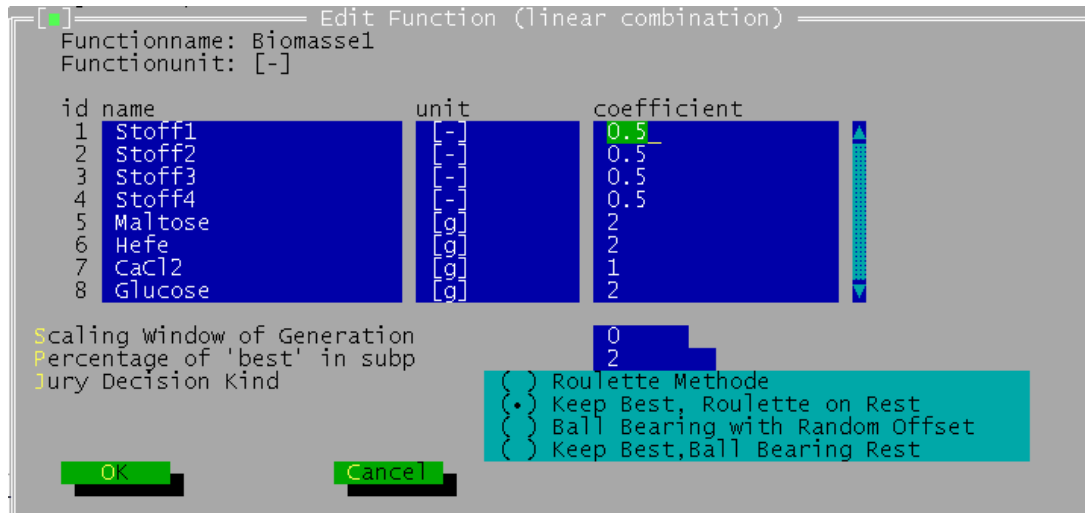 [■] Edit Function (linear combination)
Functionname: Biomasse1
Functionunit: [-]
id name unit coefficient
1 Stoff1 [-] 0.5_
2 Stoff2 [-] 0.5
3 Stoff3 [-] 0.5
4 Stoff4 [-] 0.5
5 Maltose [g] 2
6 Hefe [g] 2
7 CaCl2 [g] 1
8 Glucose [g] 2
Scaling Window of Generation 0
Percentage of 'best' in subp 2
Jury Decision Kind ( ) Roulette Methode
(•) Keep Best, Roulette on Rest
( ) Ball Bearing with Random Offset
( ) Keep Best,Ball Bearing Rest
OK Cancel